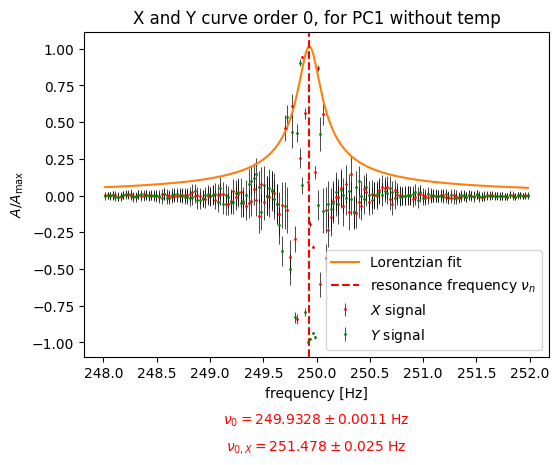 X and Y curve order 0, for PC1 without temp
A/A_max
1.00
0.75
0.50
0.25
0.00
−0.25
−0.50
−0.75
−1.00
Lorentzian fit
resonance frequency ν_n
X signal
Y signal
248.0 248.5 249.0 249.5 250.0 250.5 251.0 251.5 252.0
frequency [Hz]
ν_0 = 249.9328 ± 0.0011 Hz
ν_{0,X} = 251.478 ± 0.025 Hz